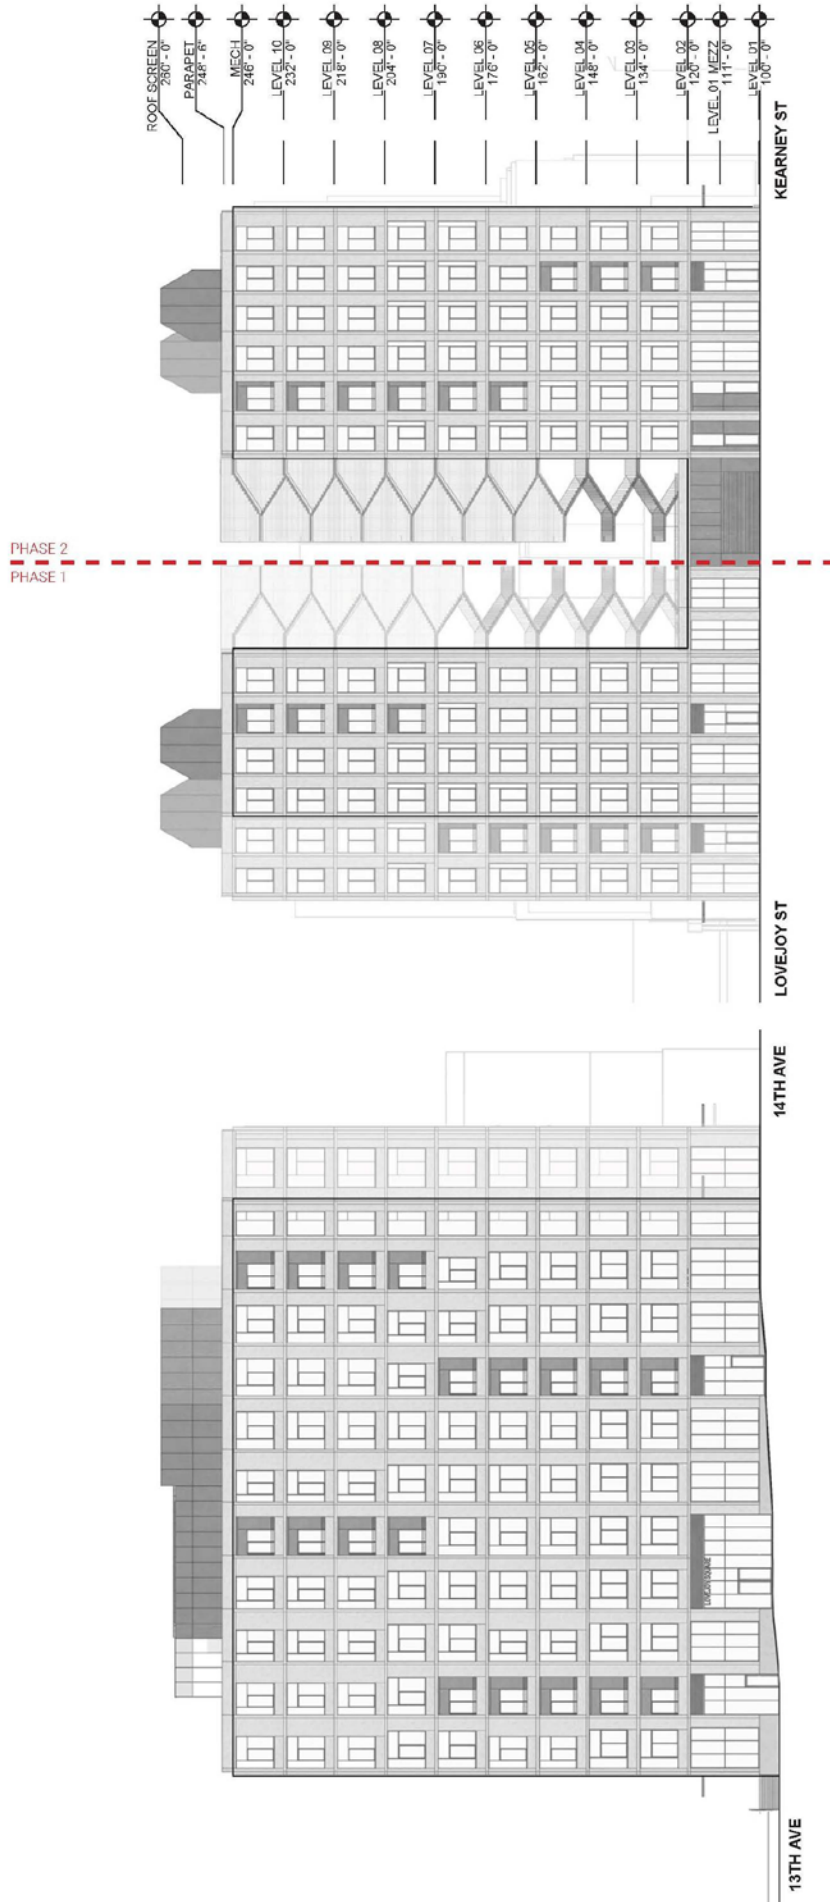 ROOF SCREEN
260' - 0"
PARAPET
248' - 6"
MECH
246' - 0"
LEVEL 10
232' - 0"
LEVEL 09
218' - 0"
LEVEL 08
204' - 0"
LEVEL 07
190' - 0"
LEVEL 06
176' - 0"
LEVEL 05
162' - 0"
LEVEL 04
148' - 0"
LEVEL 03
134' - 0"
LEVEL 02
120' - 0"
LEVEL 01 MEZZ
111' - 0"
LEVEL 01
100' - 0"
KEARNEY ST
PHASE 2
PHASE 1
LOVEJOY ST
14TH AVE
LOVEJOY SQUARE
13TH AVE